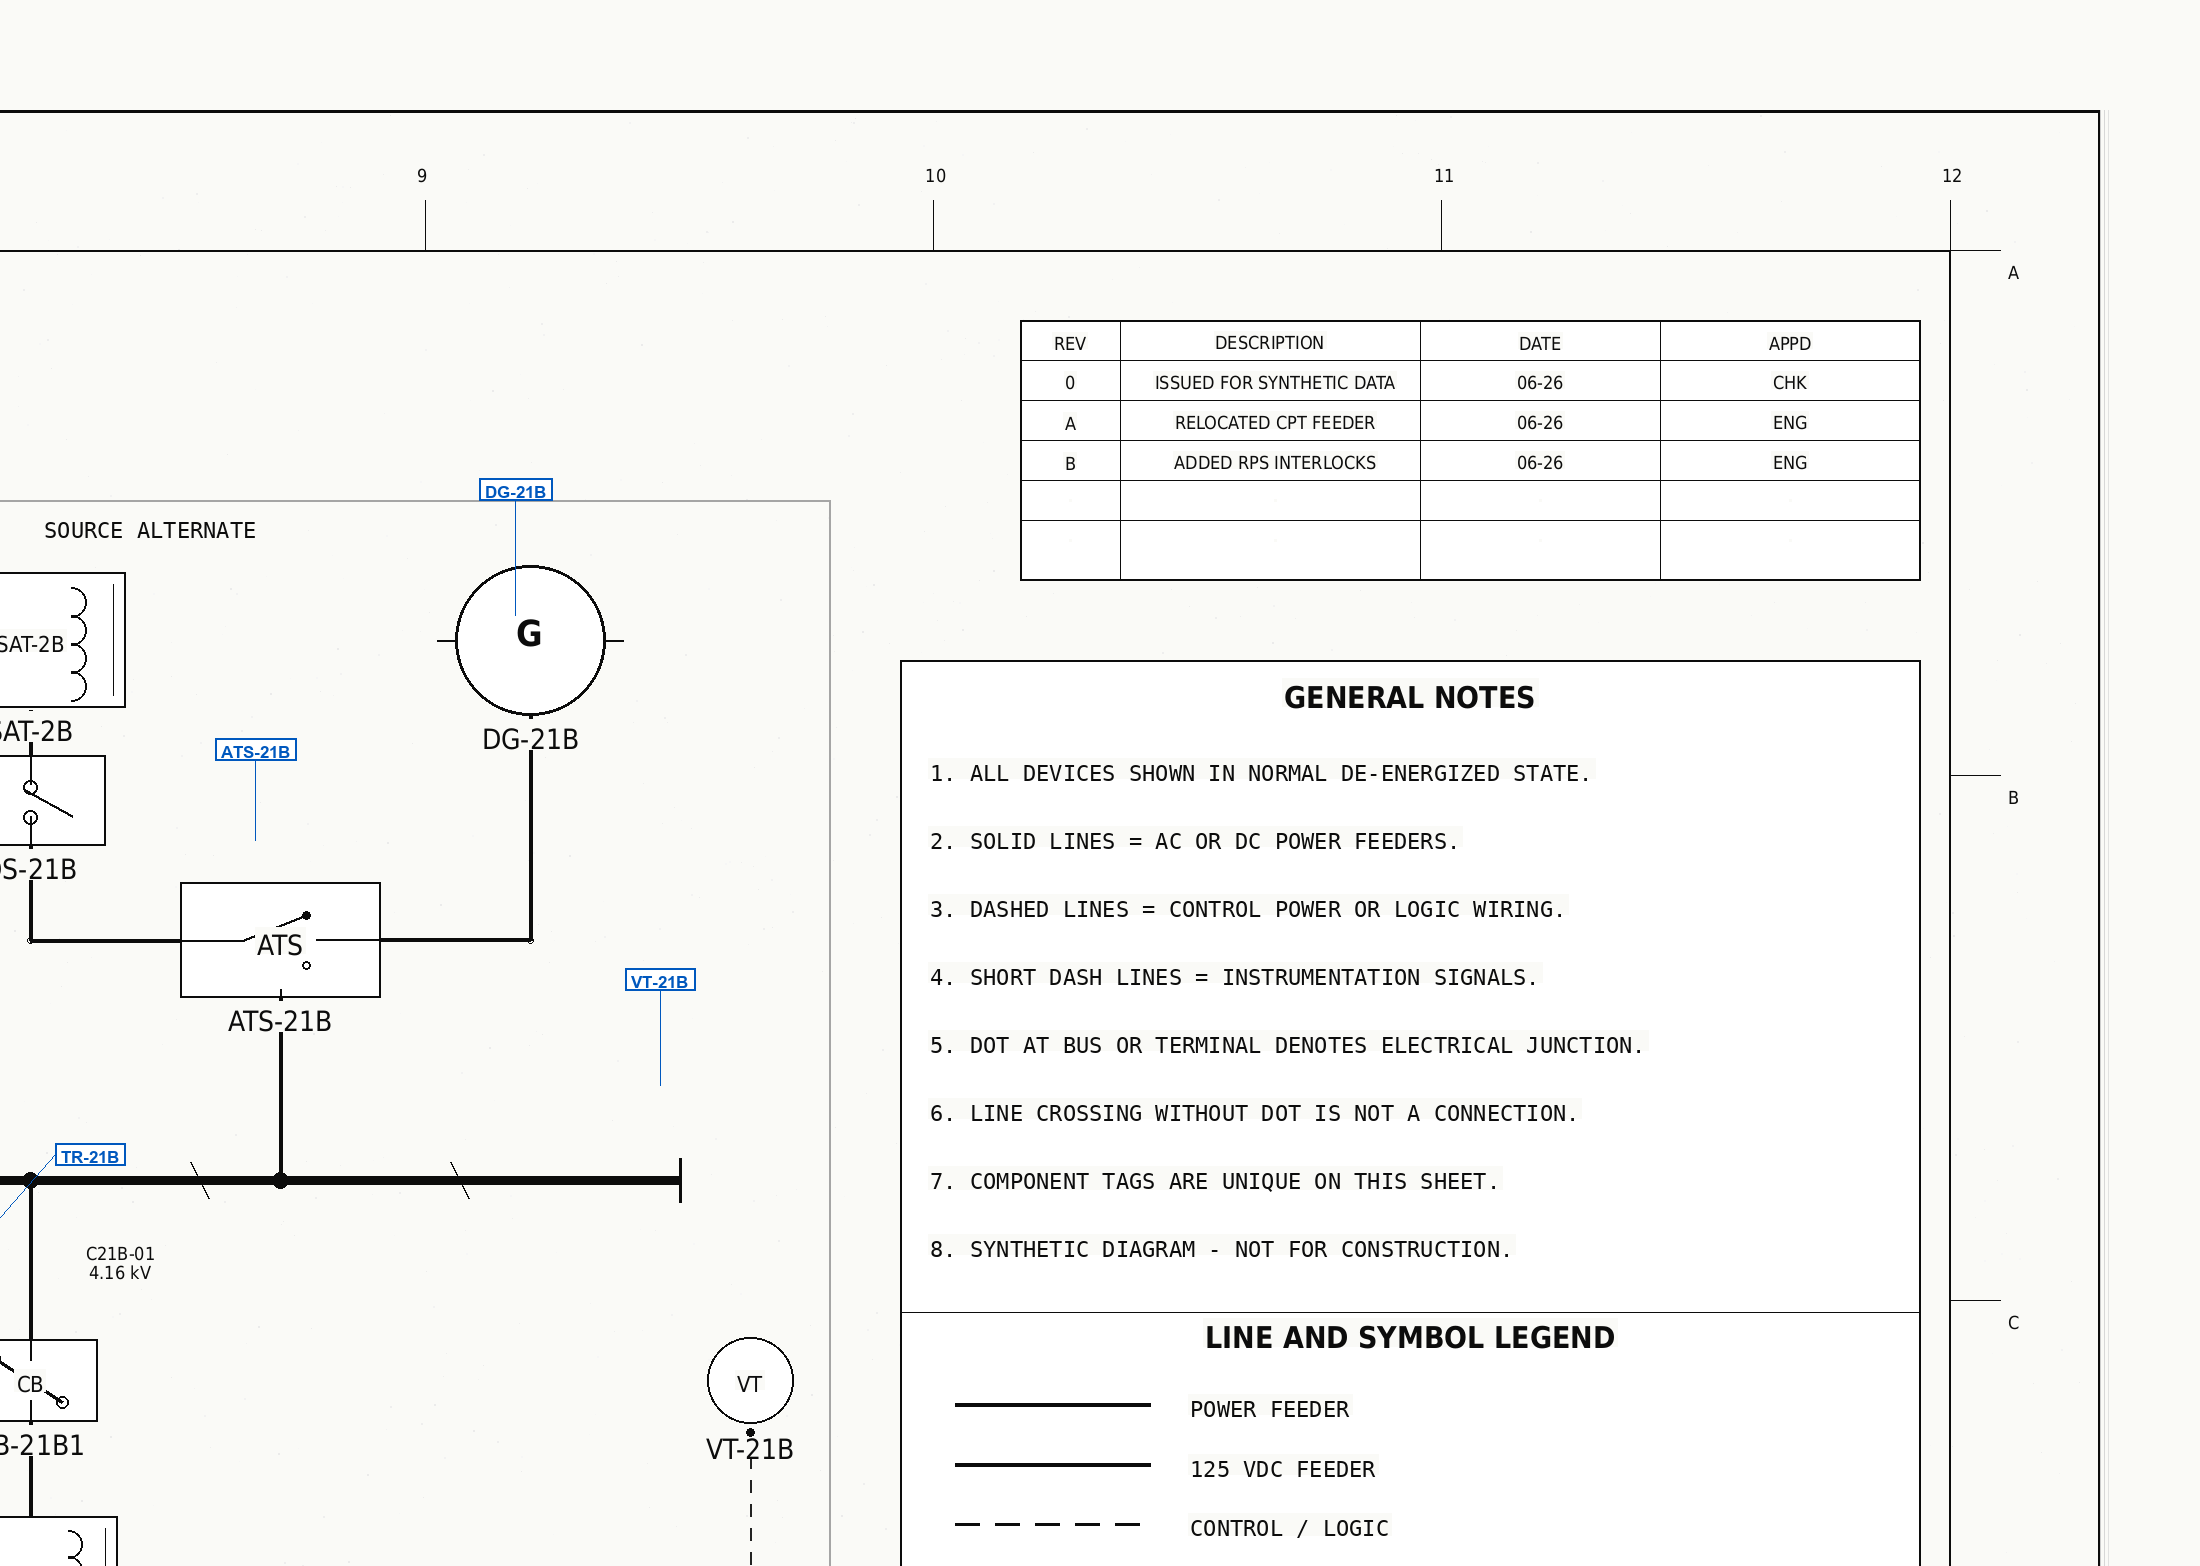 9
10
11
12
A
REV DESCRIPTION DATE APPD
0 ISSUED FOR SYNTHETIC DATA 06-26 CHK
A RELOCATED CPT FEEDER 06-26 ENG
B ADDED RPS INTERLOCKS 06-26 ENG
DG-21B
SOURCE ALTERNATE
G
SAT-2B
SAT-2B
DG-21B
ATS-21B
S-21B
ATS
ATS-21B
VT-21B
TR-21B
C21B-01
4.16 kV
CB
B-21B1
VT
VT-21B
GENERAL NOTES
1. ALL DEVICES SHOWN IN NORMAL DE-ENERGIZED STATE.
2. SOLID LINES = AC OR DC POWER FEEDERS.
3. DASHED LINES = CONTROL POWER OR LOGIC WIRING.
4. SHORT DASH LINES = INSTRUMENTATION SIGNALS.
5. DOT AT BUS OR TERMINAL DENOTES ELECTRICAL JUNCTION.
6. LINE CROSSING WITHOUT DOT IS NOT A CONNECTION.
7. COMPONENT TAGS ARE UNIQUE ON THIS SHEET.
8. SYNTHETIC DIAGRAM - NOT FOR CONSTRUCTION.
LINE AND SYMBOL LEGEND
POWER FEEDER
125 VDC FEEDER
CONTROL / LOGIC
B
C